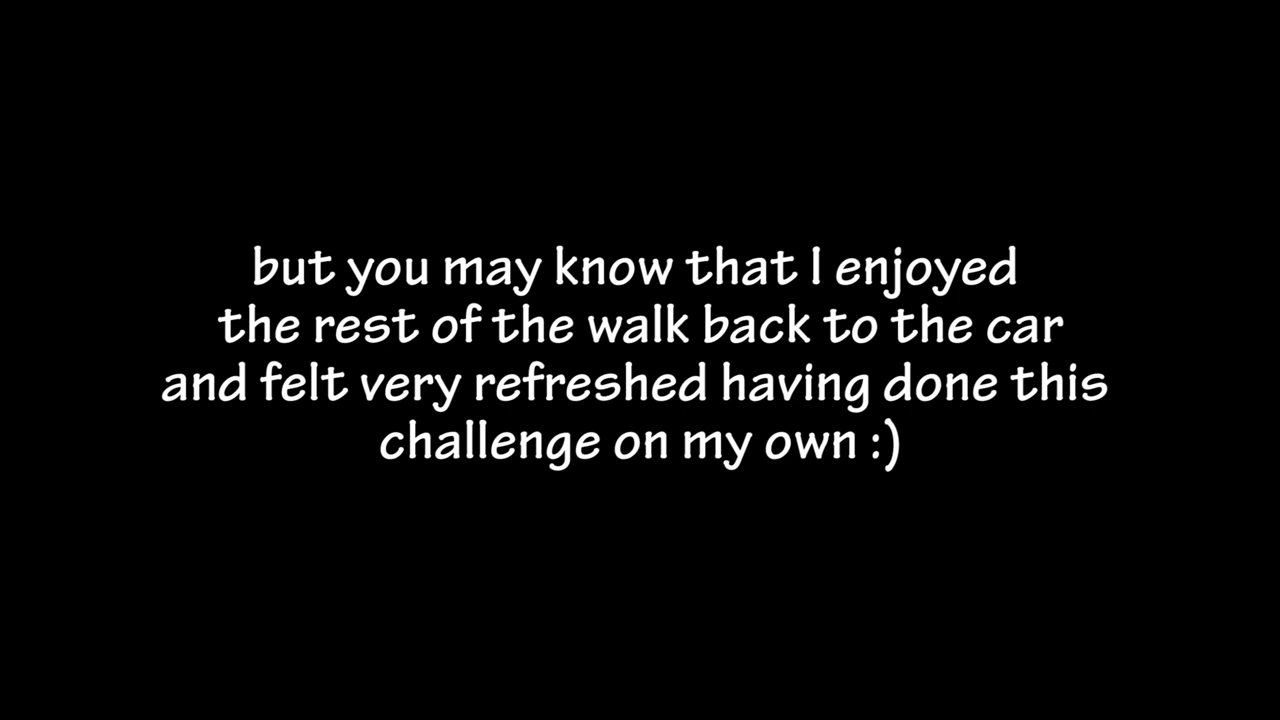 but you may know that I enjoyed
the rest of the walk back to the car
and felt very refreshed having done this
challenge on my own :)